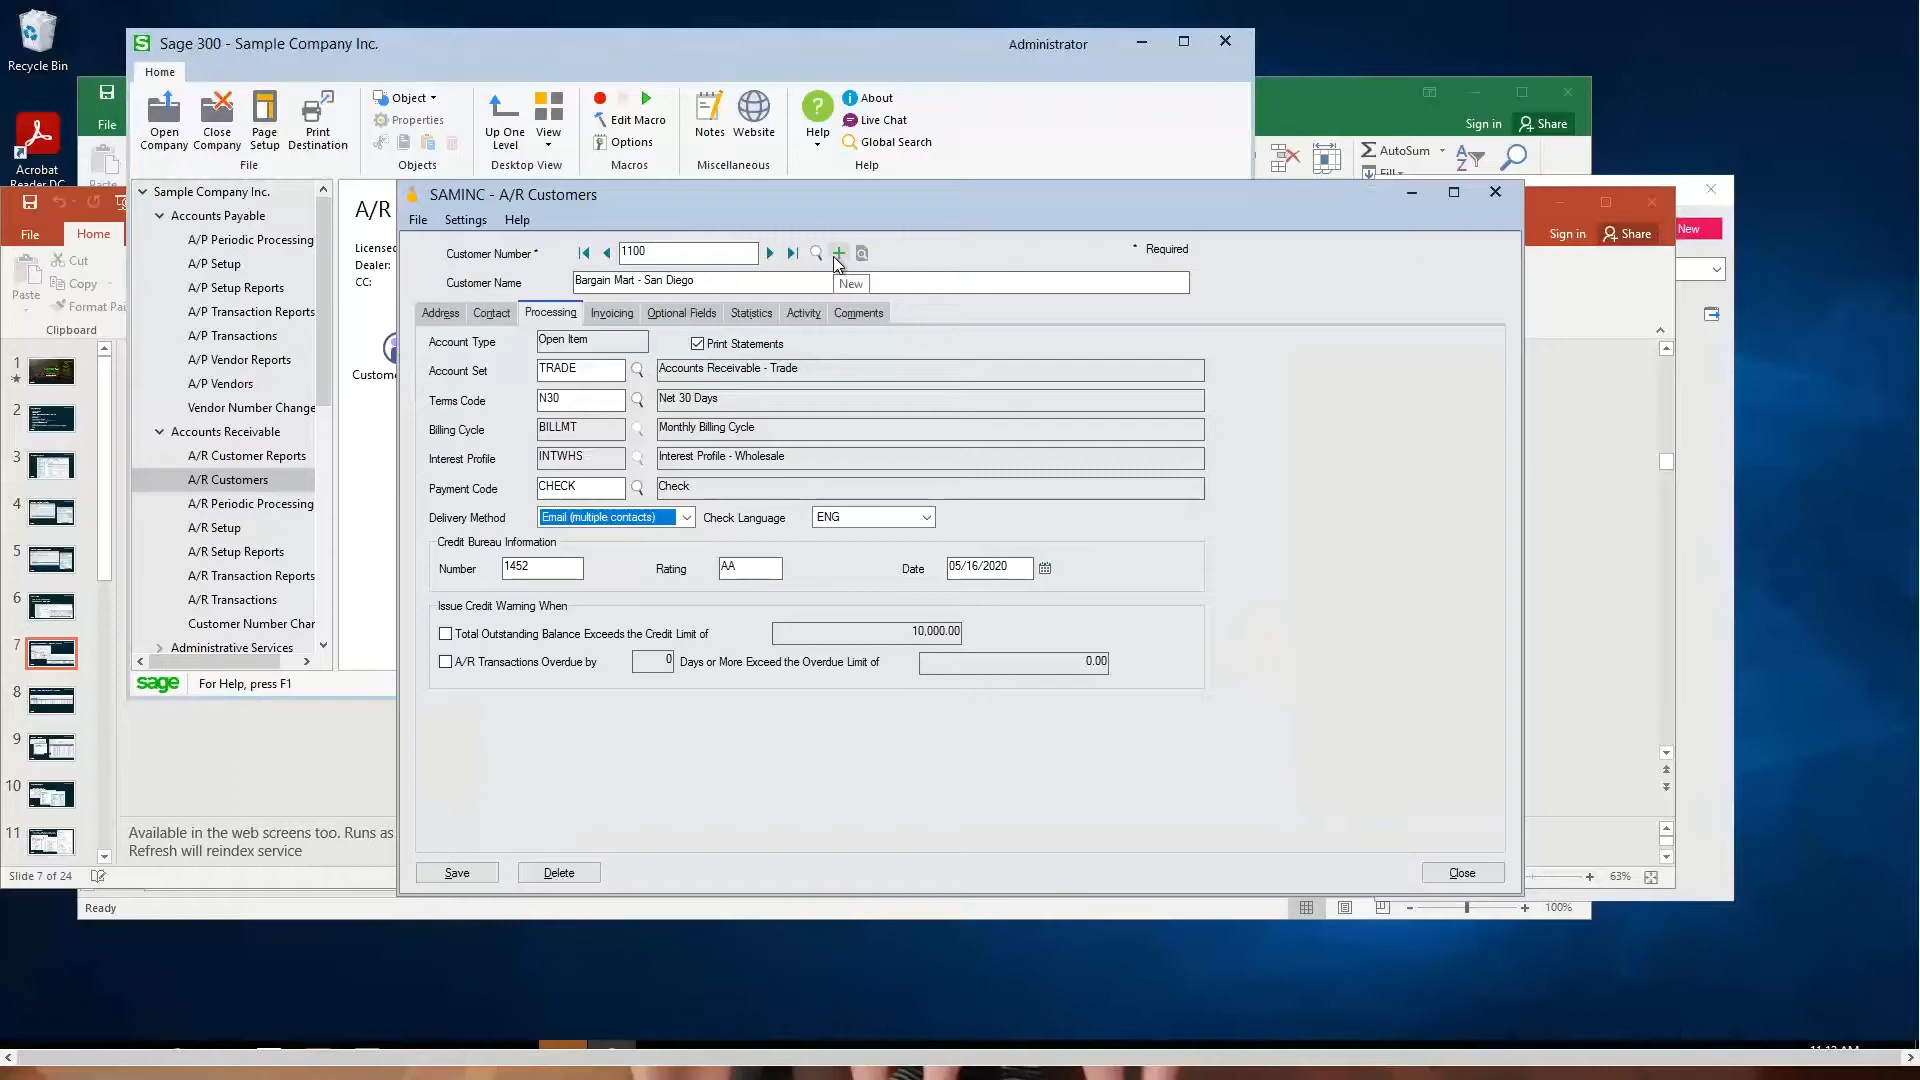 Recycle Bin
Acrobat
Reader DC
Sage 300 - Sample Company Inc.
Administrator
Home
Open
Company
Close
Company
Page
Setup
Print
Destination
File
Object
Properties
Objects
Up One
Level
View
Desktop View
Edit Macro
Options
Macros
Notes
Website
Miscellaneous
Help
About
Live Chat
Global Search
Help
File
Sign in
Share
AutoSum
Fill
Sample Company Inc.
Accounts Payable
A/P Periodic Processing
A/P Setup
A/P Setup Reports
A/P Transaction Reports
A/P Transactions
A/P Vendor Reports
A/P Vendors
Vendor Number Change
Accounts Receivable
A/R Customer Reports
A/R Customers
A/R Periodic Processing
A/R Setup
A/R Setup Reports
A/R Transaction Reports
A/R Transactions
Customer Number Char
Administrative Services
sage
For Help, press F1
A/R
Licensed
Dealer:
CC:
Custome
SAMINC - A/R Customers
File
Settings
Help
Customer Number *
1100
* Required
Customer Name
Bargain Mart - San Diego
New
Address
Contact
Processing
Invoicing
Optional Fields
Statistics
Activity
Comments
Account Type
Open Item
Print Statements
Account Set
TRADE
Accounts Receivable - Trade
Terms Code
N30
Net 30 Days
Billing Cycle
BILLMT
Monthly Billing Cycle
Interest Profile
INTWHS
Interest Profile - Wholesale
Payment Code
CHECK
Check
Delivery Method
Email (multiple contacts)
Check Language
ENG
Credit Bureau Information
Number
1452
Rating
AA
Date
05/16/2020
Issue Credit Warning When
Total Outstanding Balance Exceeds the Credit Limit of
10,000.00
A/R Transactions Overdue by
0
Days or More Exceed the Overdue Limit of
0.00
Save
Delete
Close
File
Home
Paste
Cut
Copy
Format Pai
Clipboard
Sign in
Share
New
1
2
3
4
5
6
7
8
9
10
11
Available in the web screens too. Runs as
Refresh will reindex service
Slide 7 of 24
63%
Ready
100%